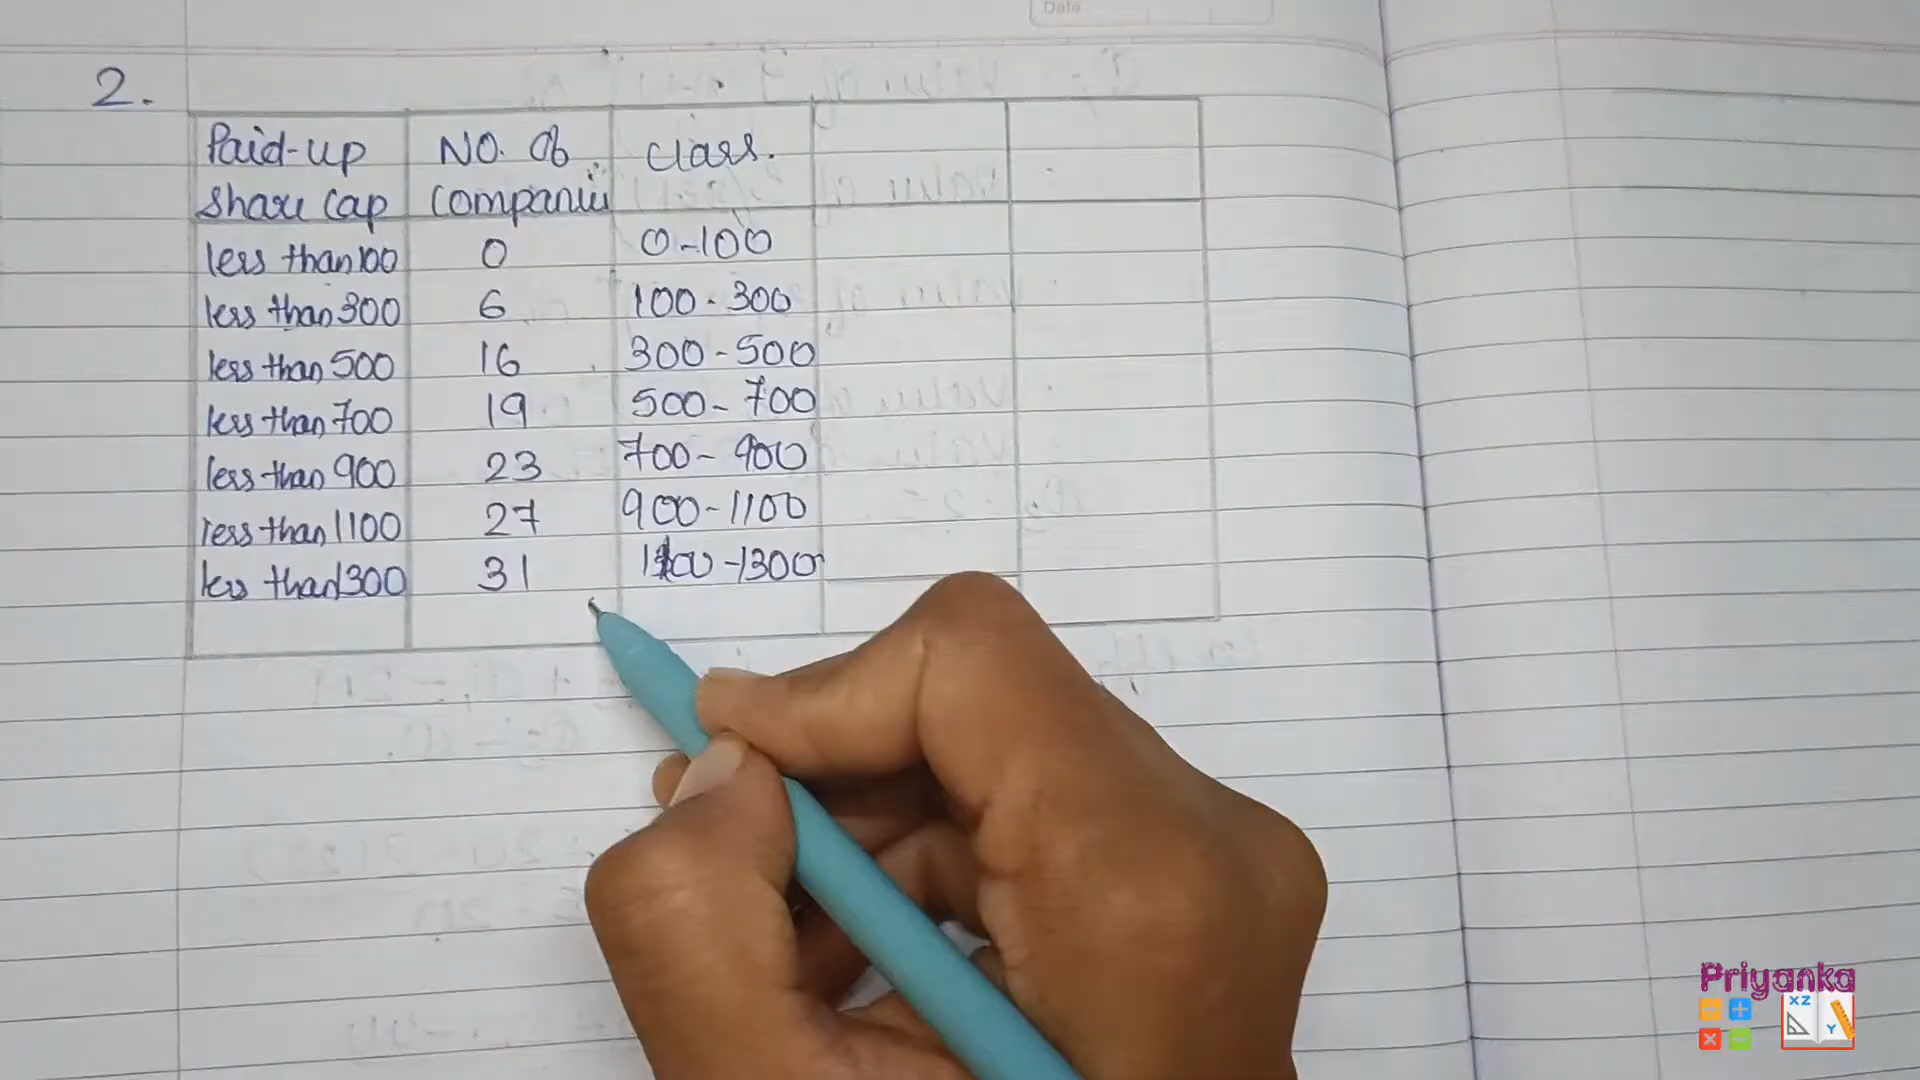 Data
2.
Paid-up No. of class.
share cap companies
less than 100 0 0-100
less than 300 6 100-300
less than 500 16 300-500
less than 700 19 500-700
less than 900 23 700-900
less than 1100 27 900-1100
less than 1300 31 1100-1300
Priyanka
XZ
Y